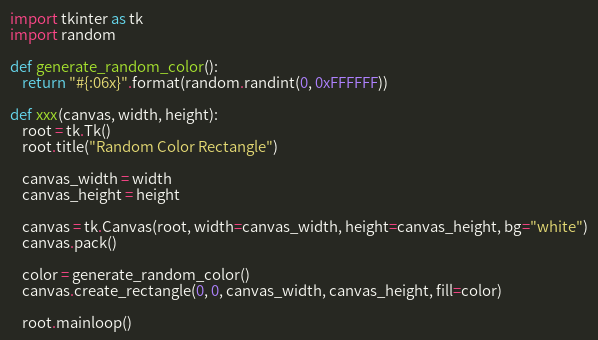 import tkinter as tk
import random
def generate_random_color():
return "#{:06x}".format(random.randint(0, 0xFFFFFF))
def xxx(canvas, width, height):
root = tk.Tk()
root.title("Random Color Rectangle")
canvas_width = width
canvas_height = height
canvas = tk.Canvas(root, width=canvas_width, height=canvas_height, bg="white")
canvas.pack()
color = generate_random_color()
canvas.create_rectangle(0, 0, canvas_width, canvas_height, fill=color)
root.mainloop()